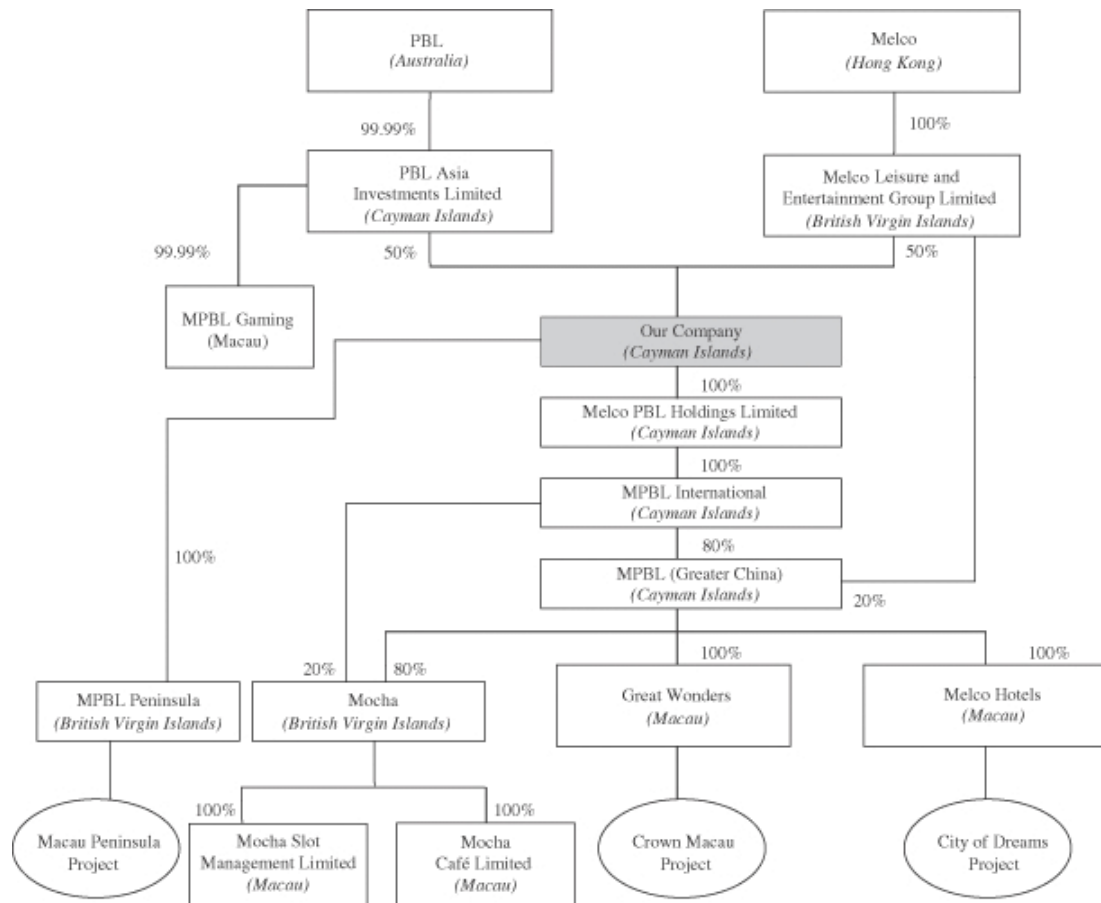 PBL
(Australia)
Melco
(Hong Kong)
99.99%
100%
PBL Asia
Investments Limited
(Cayman Islands)
Melco Leisure and
Entertainment Group Limited
(British Virgin Islands)
99.99%
50%
50%
MPBL Gaming
(Macau)
Our Company
(Cayman Islands)
100%
Melco PBL Holdings Limited
(Cayman Islands)
100%
MPBL International
(Cayman Islands)
100%
80%
MPBL (Greater China)
(Cayman Islands)
20%
20%
80%
100%
100%
MPBL Peninsula
(British Virgin Islands)
Mocha
(British Virgin Islands)
Great Wonders
(Macau)
Melco Hotels
(Macau)
100%
100%
Macau Peninsula
Project
Mocha Slot
Management Limited
(Macau)
Mocha
Café Limited
(Macau)
Crown Macau
Project
City of Dreams
Project